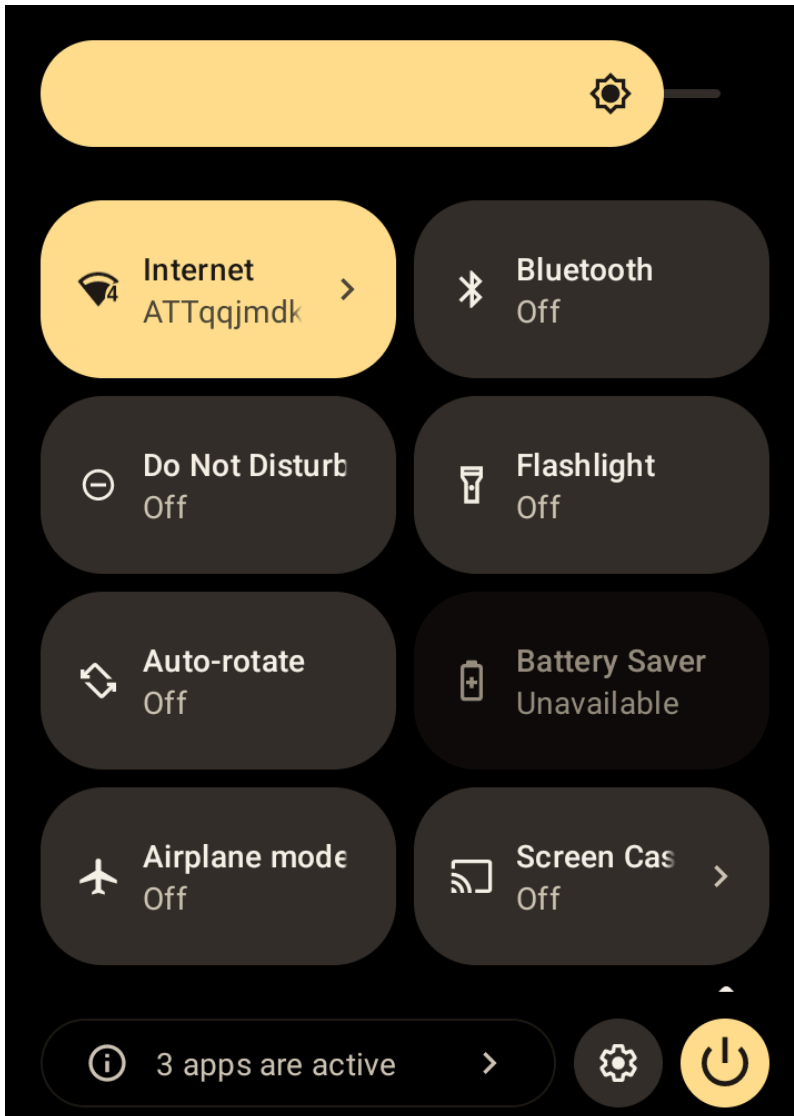 4
Internet
ATTqqjmdk
Bluetooth
Off
Do Not Disturb
Off
Flashlight
Off
Auto-rotate
Off
Battery Saver
Unavailable
Airplane mode
Off
Screen Cas
Off
3 apps are active